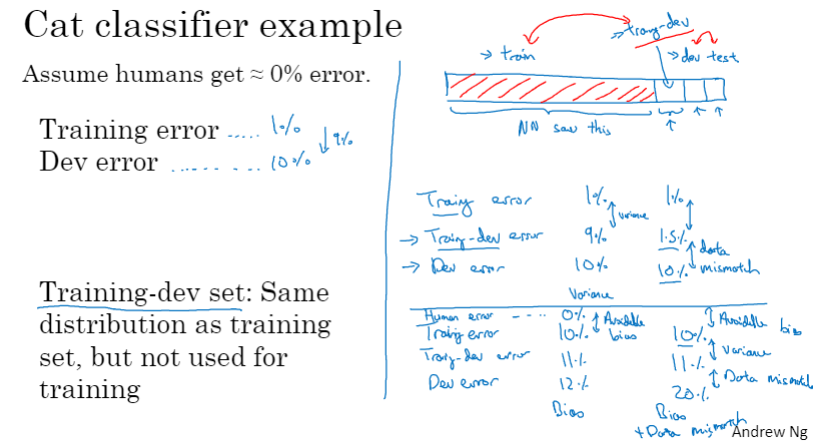 Cat classifier example
Assume humans get ≈ 0% error.
Training error ..... 1%
↓ 9%
Dev error ......... 10%
Training-dev set: Same
distribution as training
set, but not used for
training
→ train
→ trang-dev
→ dev test
NN saw this
Traing error 1% 1%
↕ variance
→ Traing-dev error 9% 1.5%
↕ data mismatch
→ Dev error 10% 10%
Variance
Human error .... 0%
↕ Avoidable bias ↕ Avoidable bias
Traing error 10% 10%
↕ Variance
Traing-dev error 11% 11%
↕ Data mismatch
Dev error 12% 20%
Bias Bias
+ Data mismatch
Andrew Ng